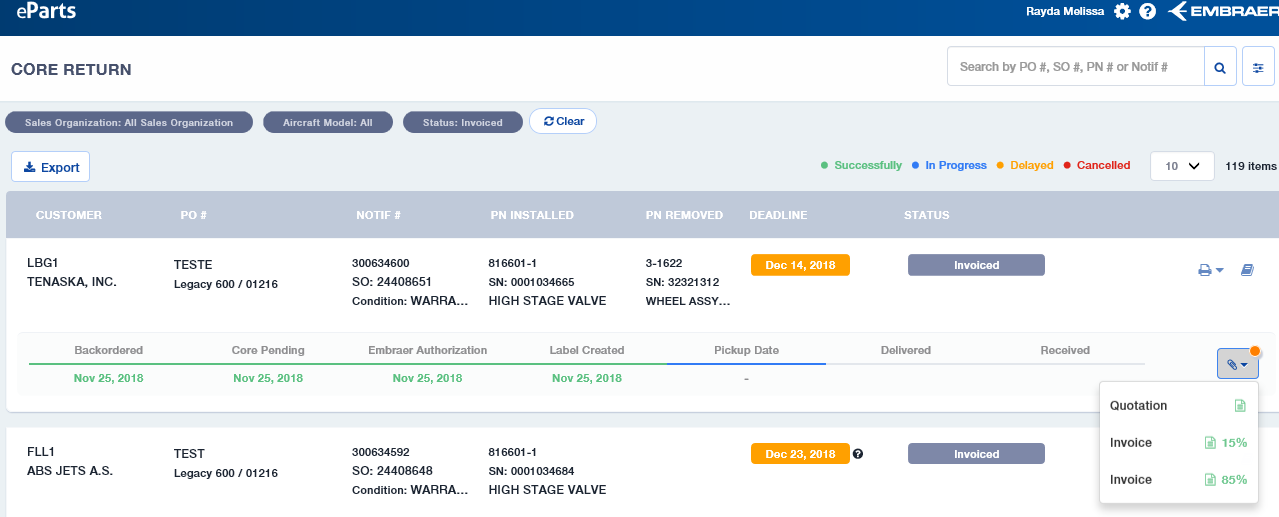 eParts
Rayda Melissa
EMBRAER
CORE RETURN
Search by PO #, SO #, PN # or Notif #
Sales Organization: All Sales Organization
Aircraft Model: All
Status: Invoiced
Clear
Export
Successfully
In Progress
Delayed
Cancelled
10
119 items
CUSTOMER
PO #
NOTIF #
PN INSTALLED
PN REMOVED
DEADLINE
STATUS
LBG1
TENASKA, INC.
TESTE
Legacy 600 / 01216
300634600
SO: 24408651
Condition: WARRA...
816601-1
SN: 0001034665
HIGH STAGE VALVE
3-1622
SN: 32321312
WHEEL ASSY...
Dec 14, 2018
Invoiced
Backordered
Nov 25, 2018
Core Pending
Nov 25, 2018
Embraer Authorization
Nov 25, 2018
Label Created
Nov 25, 2018
Pickup Date
-
Delivered
Received
Quotation
Invoice 15%
Invoice 85%
FLL1
ABS JETS A.S.
TEST
Legacy 600 / 01216
300634592
SO: 24408648
Condition: WARRA...
816601-1
SN: 0001034684
HIGH STAGE VALVE
Dec 23, 2018
Invoiced